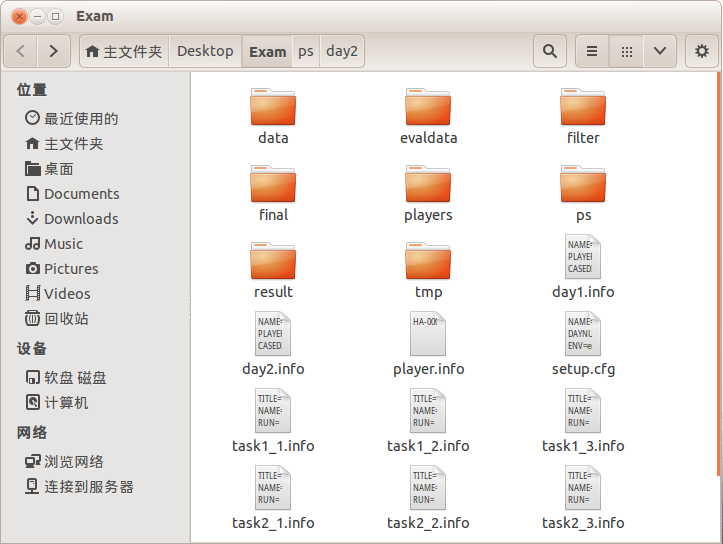 Exam
主文件夹 Desktop Exam ps day2
位置
最近使用的
主文件夹
桌面
Documents
Downloads
Music
Pictures
Videos
回收站
设备
软盘 磁盘
计算机
网络
浏览网络
连接到服务器
data evaldata filter
final players ps
NAME=
PLAYER
CASED
result tmp day1.info
NAME= HA-00 NAME=
PLAYER DAYNU
CASED ENV=e
day2.info player.info setup.cfg
TITLE= TITLE= TITLE=
NAME= NAME= NAME=
RUN= RUN= RUN=
task1_1.info task1_2.info task1_3.info
TITLE= TITLE= TITLE=
NAME= NAME= NAME=
RUN= RUN= RUN=
task2_1.info task2_2.info task2_3.info